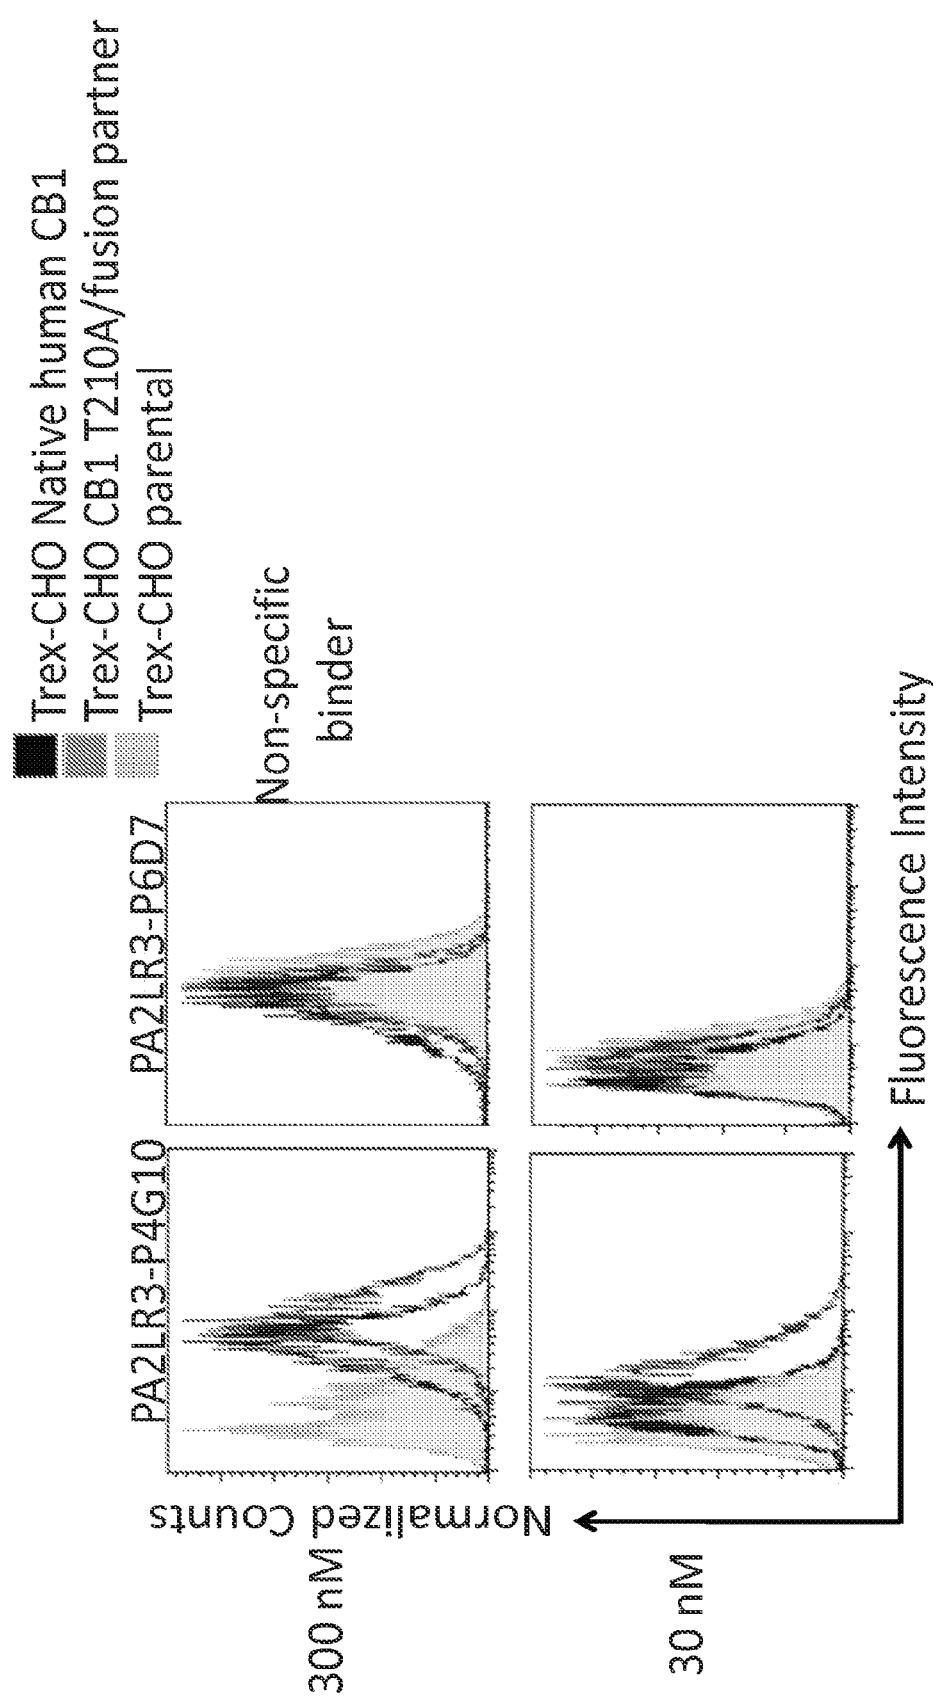 Trex-CHO Native human CB1
Trex-CHO CB1 T210A/fusion partner
Trex-CHO parental
PA2LR3-P4G10
PA2LR3-P6D7
Non-specific
binder
300 nM
Normalized Counts
30 nM
Fluorescence Intensity